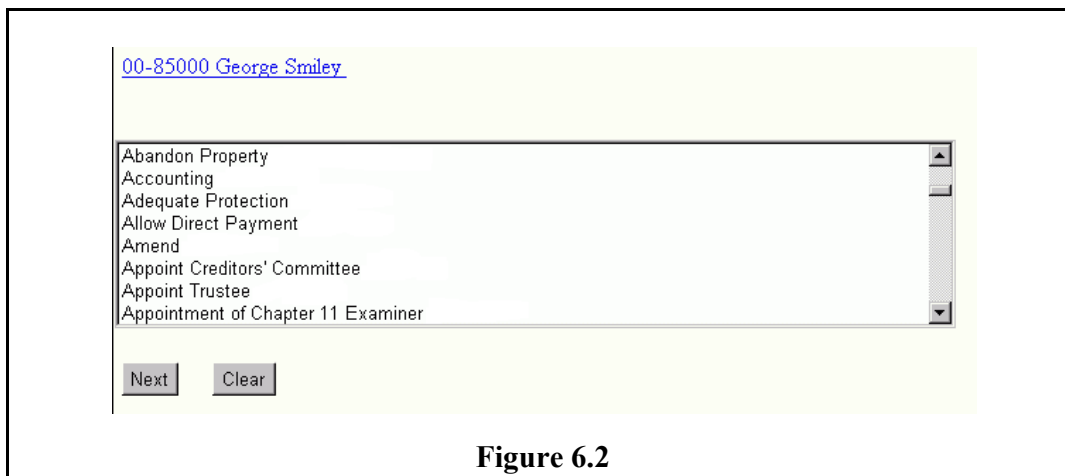 00-85000 George Smiley
Abandon Property
Accounting
Adequate Protection
Allow Direct Payment
Amend
Appoint Creditors' Committee
Appoint Trustee
Appointment of Chapter 11 Examiner
Next Clear
Figure 6.2